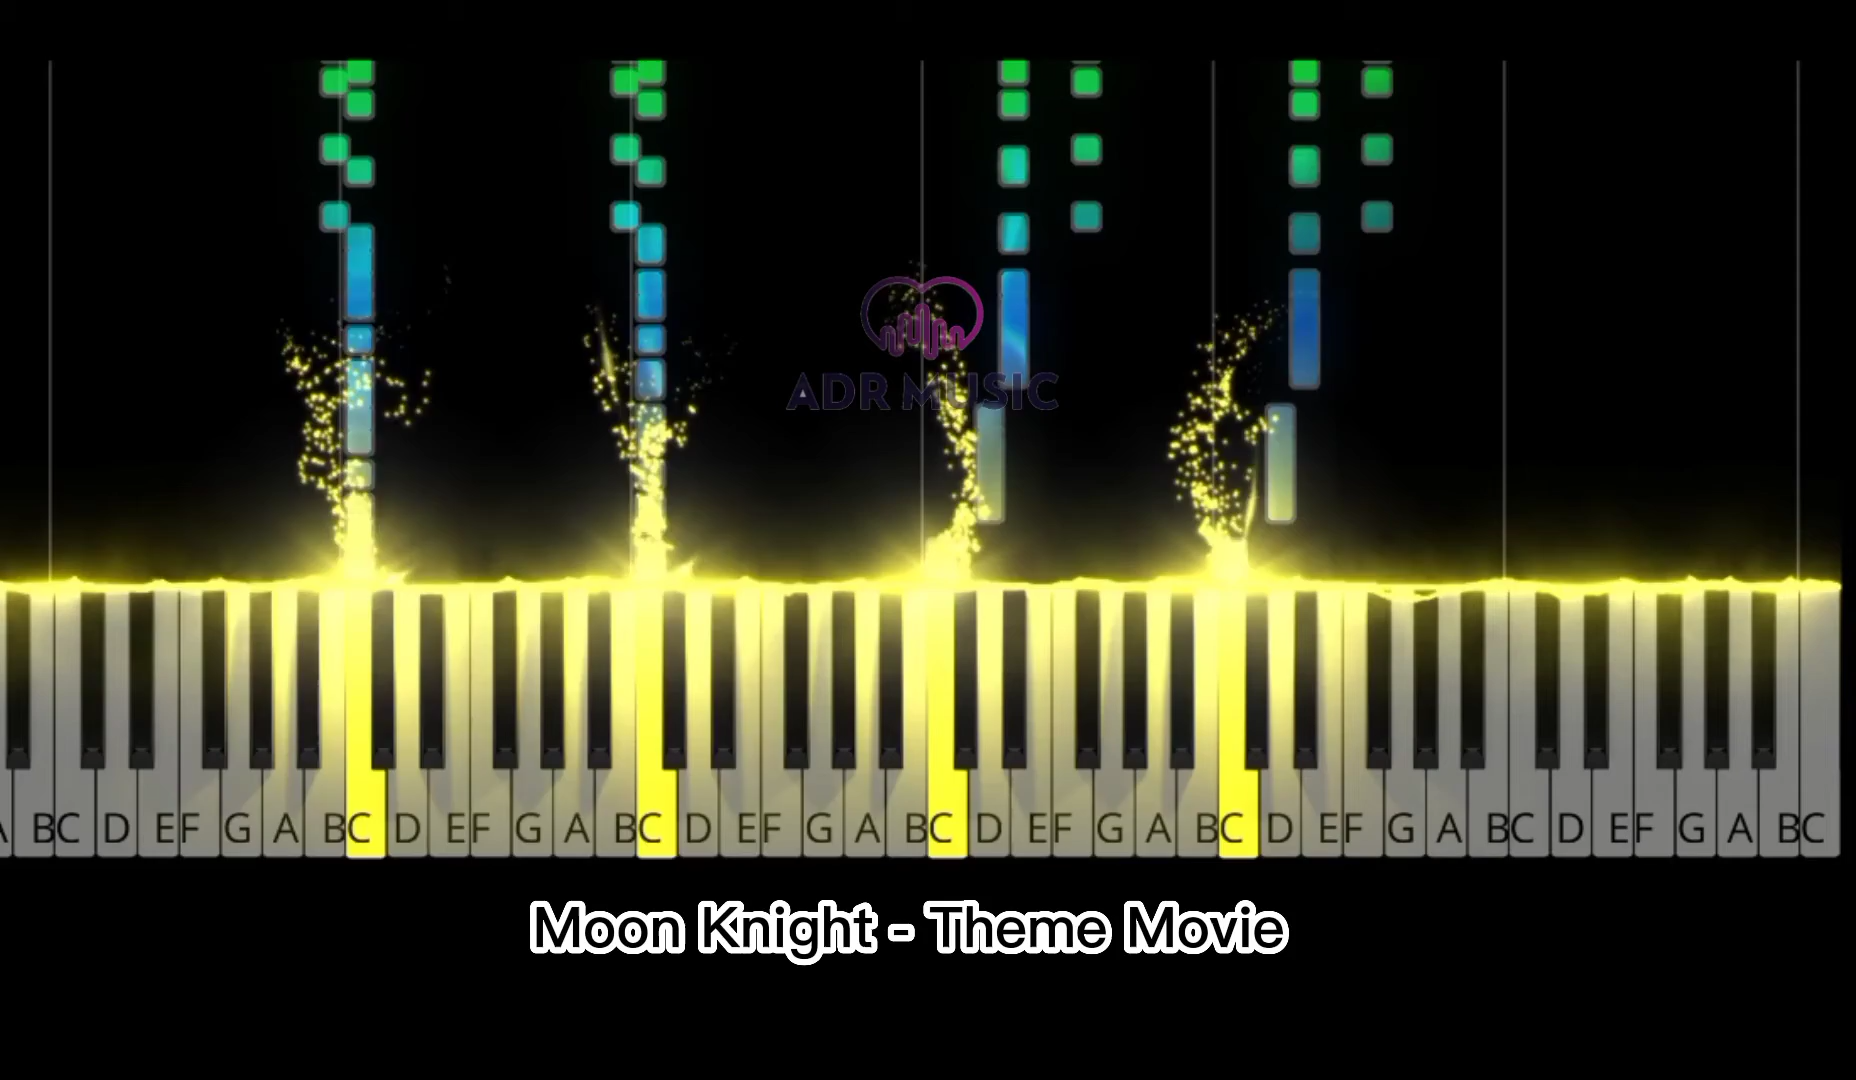 ADR MUSIC
A BC D EF G A BC D EF G A BC D EF G A BC D EF G A BC D EF G A BC D EF G A BC
Moon Knight - Theme Movie